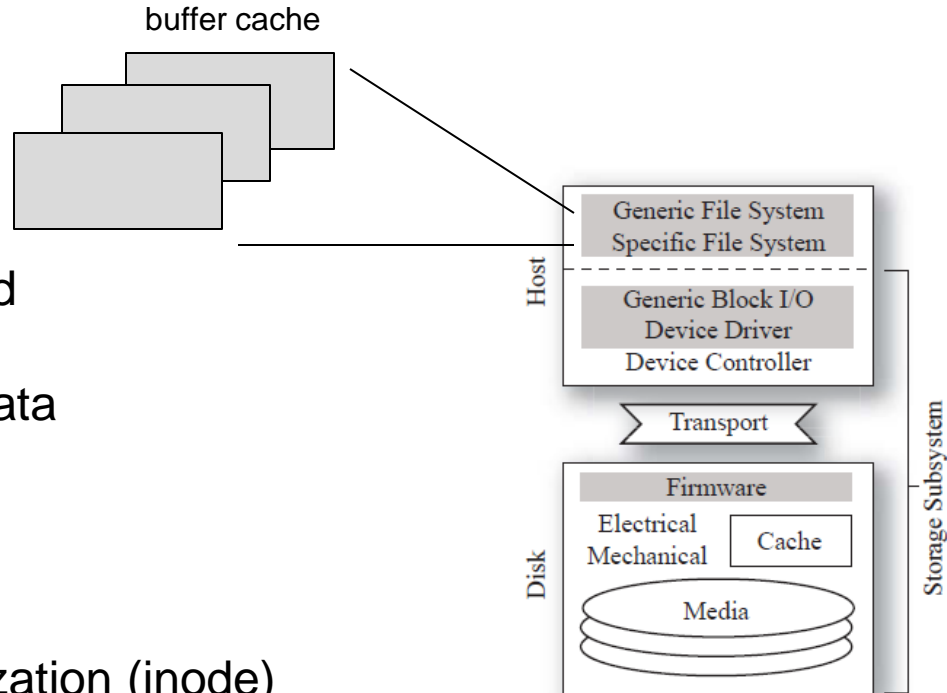 buffer cache
Generic File System
Specific File System
Host
Generic Block I/O
Device Driver
Device Controller
Transport
Firmware
Electrical
Mechanical
Cache
Disk
Media
Storage Subsystem
d
ata
zation (inode)